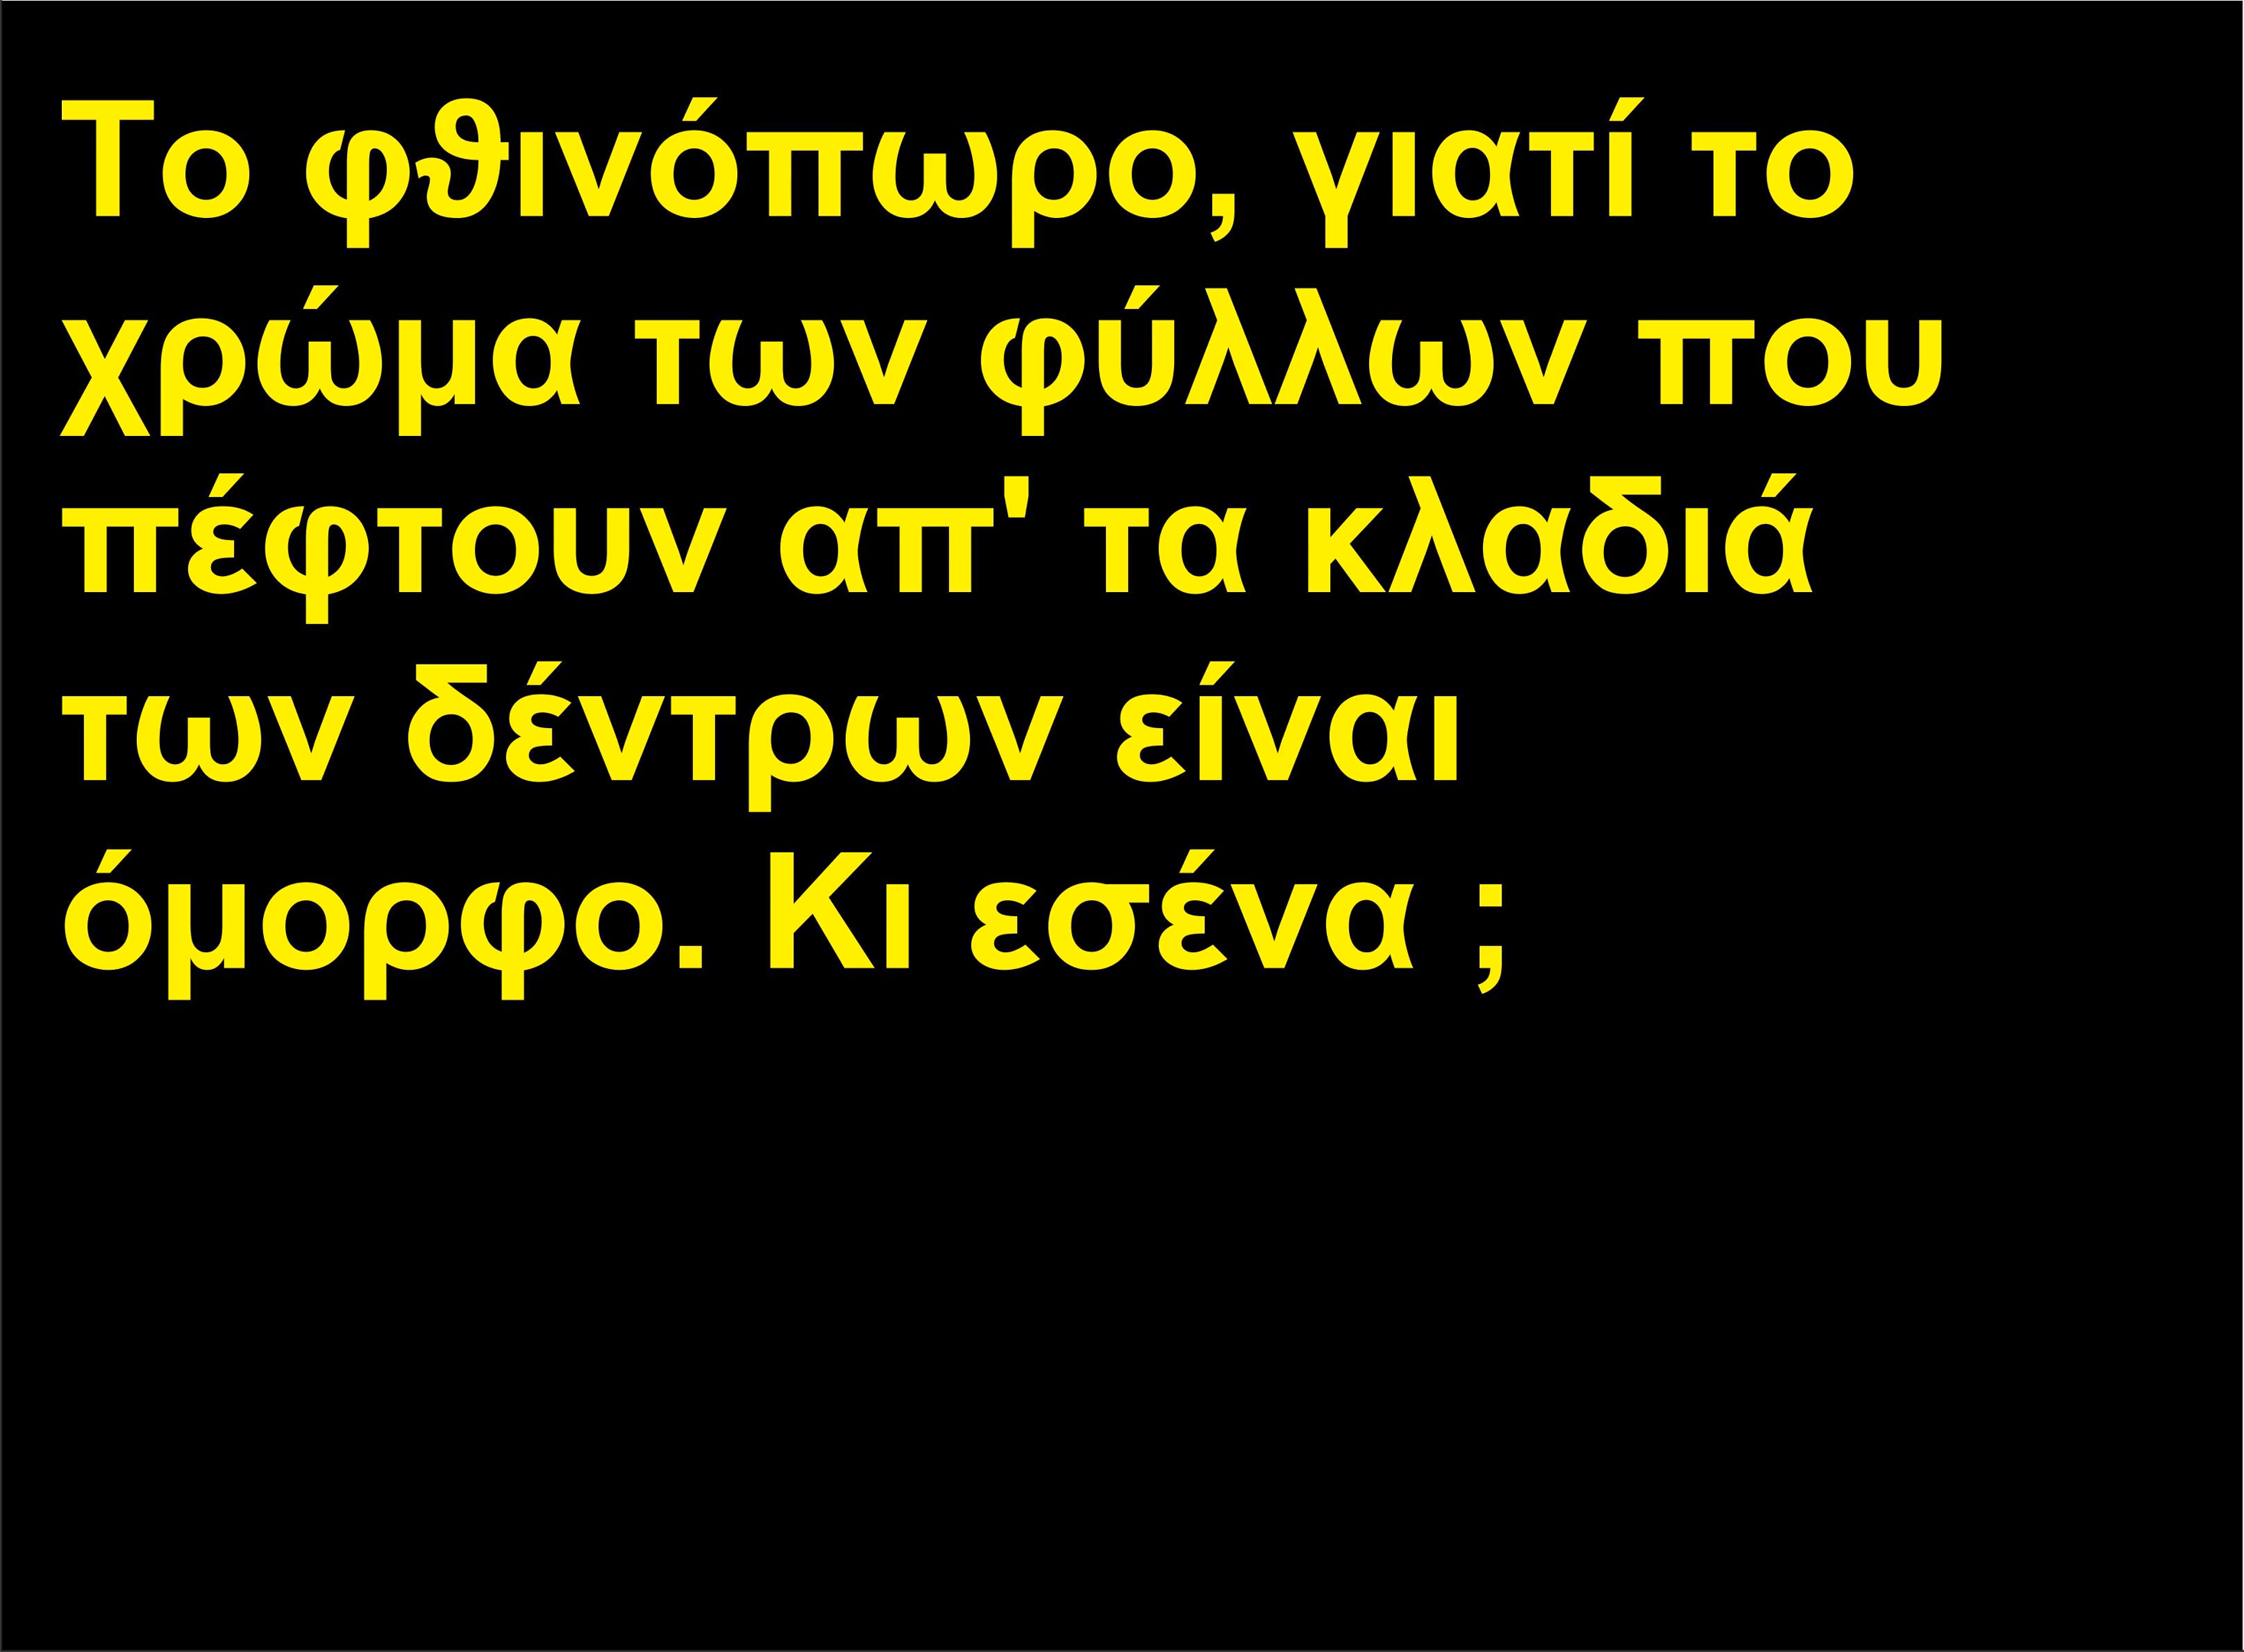 Το φϑινόπωρο, γιατί το
χρώμα των φύλλων που
πέφτουν απ' τα κλαδιά
των δέντρων είναι
όμορφο. Κι εσένα ;